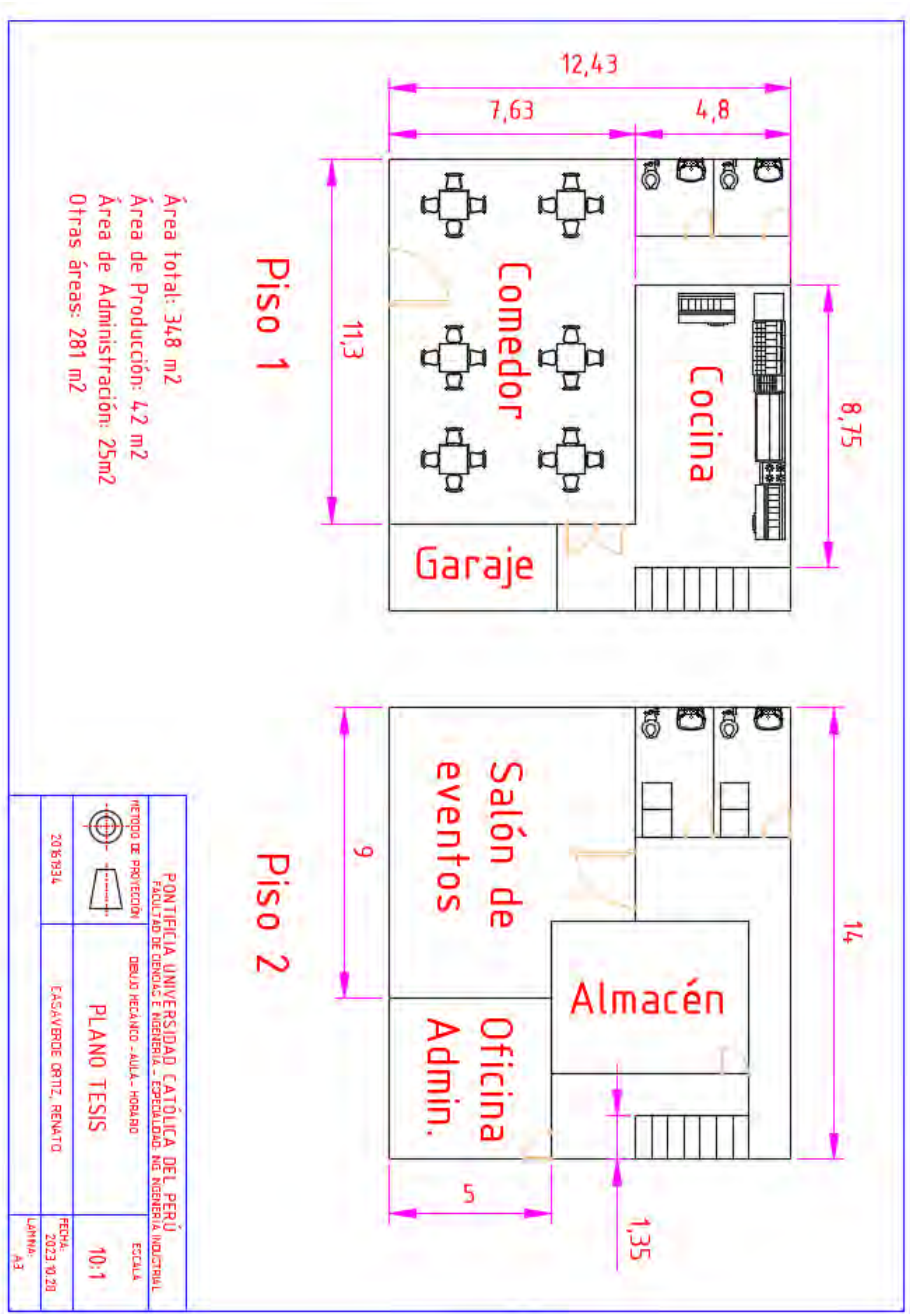 12,43
7,63
4,8
8,75
Cocina
Comedor
Garaje
11,3
Piso 1
14
Salón de
eventos
Almacén
Oficina
Admin.
1,35
5
9
Piso 2
Área total: 348 m2
Área de Producción: 42 m2
Área de Administración: 25m2
Otras áreas: 281 m2
PONTIFICIA UNIVERSIDAD CATÓLICA DEL PERÚ
FACULTAD DE CIENCIAS E INGENIERÍA - ESPECIALIDAD: ING INGENIERÍA INDUSTRIAL
METODO DE PROYECCIÓN
DIBUJO MECÁNICO - AULA - HORARIO
ESCALA
PLANO TESIS
10:1
20161934
CASAVERDE ORTIZ, RENATO
FECHA:
2023.10.28
LAMINA:
A3